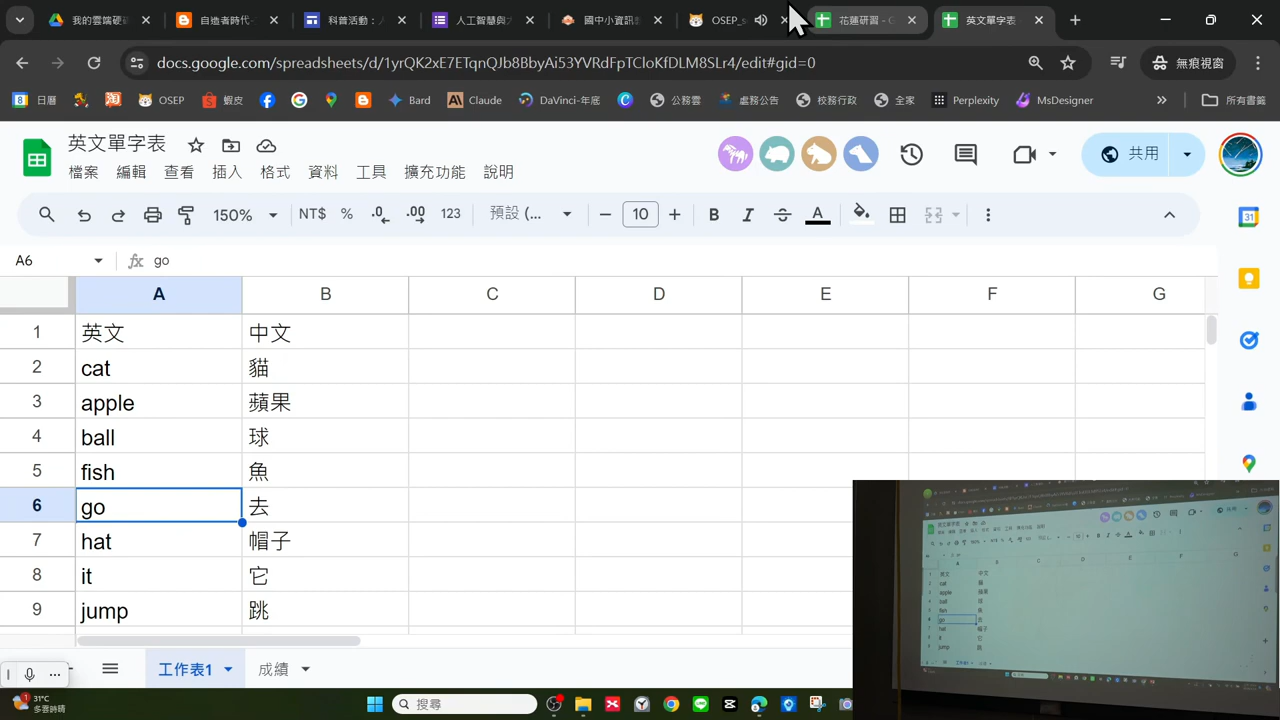 我的雲端硬
自造者時代-
科普活動：人
人工智慧與大
國中小資訊
OSEP_s
花蓮研習 - G
英文單字表
docs.google.com/spreadsheets/d/1yrQK2xE7ETqnQJb8BbyAi53YVRdFpTCloKfDLM8SLr4/edit#gid=0
無痕視窗
日曆
淘
OSEP
蝦皮
Bard
Claude
DaVinci-年底
公務雲
處務公告
校務行政
全家
Perplexity
MsDesigner
所有書籤
英文單字表
檔案 編輯 查看 插入 格式 資料 工具 擴充功能 說明
共用
150% NT$ % .0 .00 123 預設 (... 10 B I S A
A6 fx go
A B C D E F G
1 英文 中文
2 cat 貓
3 apple 蘋果
4 ball 球
5 fish 魚
6 go 去
7 hat 帽子
8 it 它
9 jump 跳
工作表1 成績
31°C
多雲時晴
搜尋